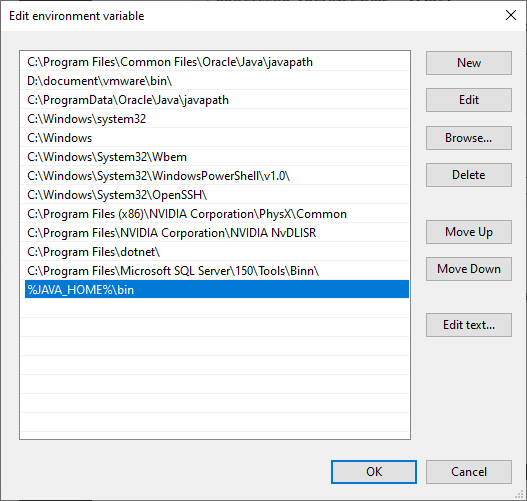 Edit environment variable
C:\Program Files\Common Files\Oracle\Java\javapath
D:\document\vmware\bin\
C:\ProgramData\Oracle\Java\javapath
C:\Windows\system32
C:\Windows
C:\Windows\System32\Wbem
C:\Windows\System32\WindowsPowerShell\v1.0\
C:\Windows\System32\OpenSSH\
C:\Program Files (x86)\NVIDIA Corporation\PhysX\Common
C:\Program Files\NVIDIA Corporation\NVIDIA NvDLISR
C:\Program Files\dotnet\
C:\Program Files\Microsoft SQL Server\150\Tools\Binn\
%JAVA_HOME%\bin
New
Edit
Browse...
Delete
Move Up
Move Down
Edit text...
OK
Cancel